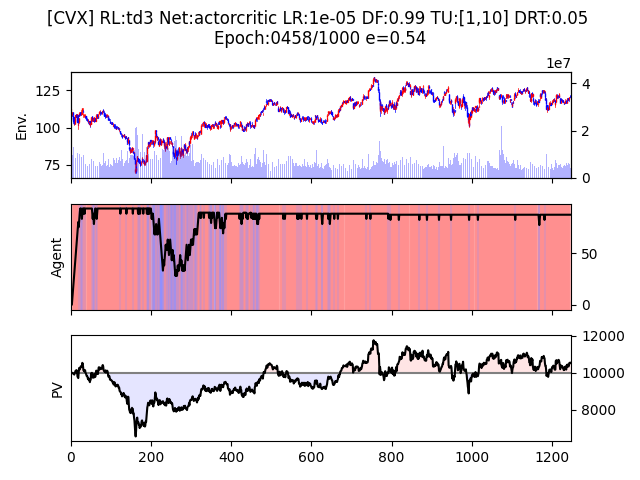 [CVX] RL:td3 Net:actorcritic LR:1e-05 DF:0.99 TU:[1,10] DRT:0.05
Epoch:0458/1000 e=0.54
1e7
125
100
75
Env.
4
2
0
Agent
50
0
PV
12000
10000
8000
0 200 400 600 800 1000 1200